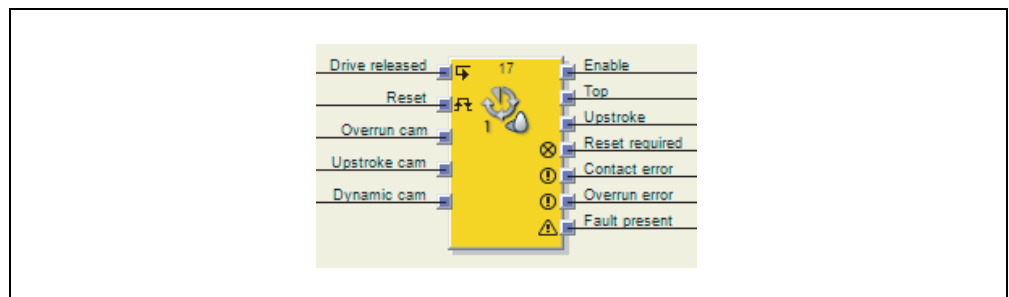 Drive released
Reset
Overrun cam
Upstroke cam
Dynamic cam
17
1
Enable
Top
Upstroke
Reset required
Contact error
Overrun error
Fault present